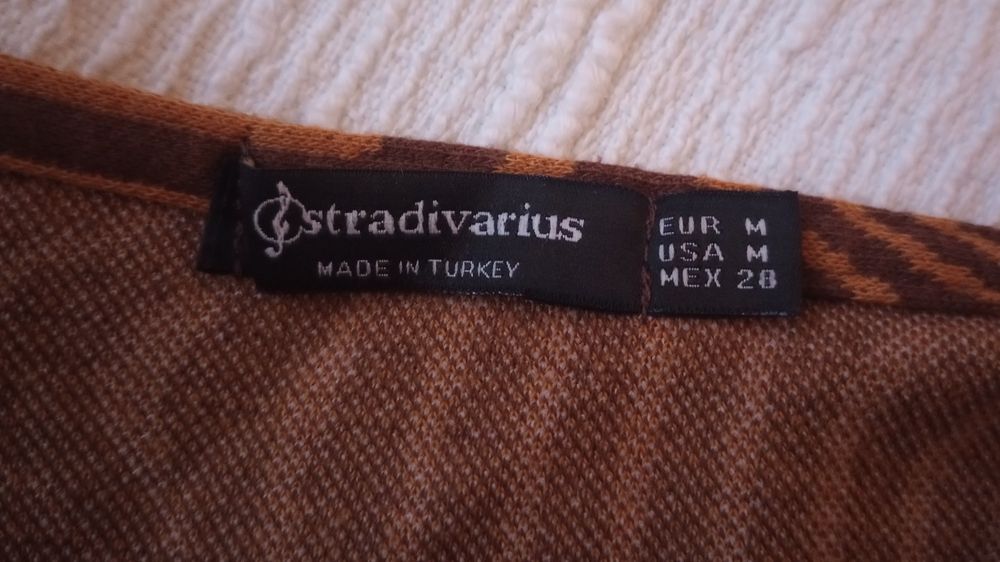 stradivarius
MADE IN TURKEY
EUR M
USA M
MEX 28